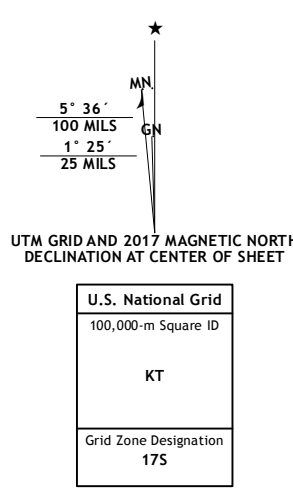 ★
MN.
5° 36´
100 MILS
GN
1° 25´
25 MILS
UTM GRID AND 2017 MAGNETIC NORTH
DECLINATION AT CENTER OF SHEET
U.S. National Grid
100,000-m Square ID
KT
Grid Zone Designation
17S